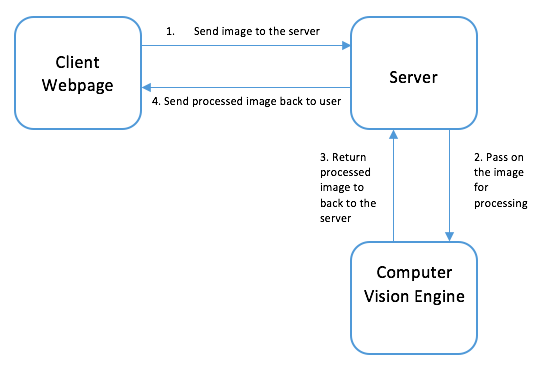 Client
Webpage
1. Send image to the server
Server
4. Send processed image back to user
3. Return
processed
image to
back to the
server
2. Pass on
the image
for
processing
Computer
Vision Engine